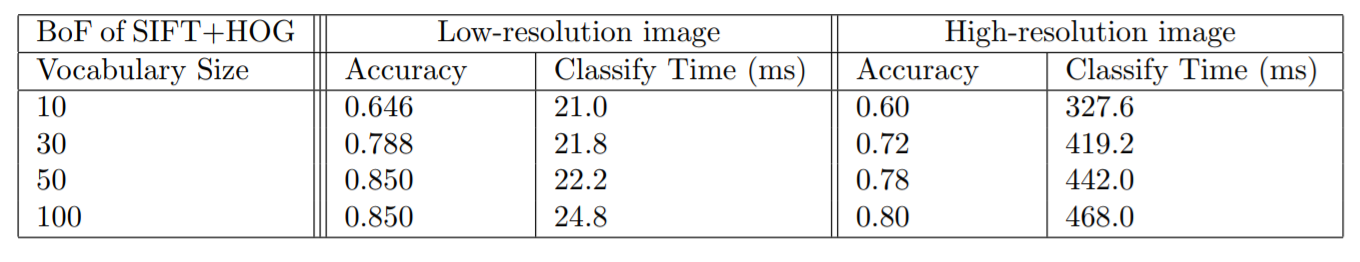 BoF of SIFT+HOG Low-resolution image High-resolution image
Vocabulary Size Accuracy Classify Time (ms) Accuracy Classify Time (ms)
10 0.646 21.0 0.60 327.6
30 0.788 21.8 0.72 419.2
50 0.850 22.2 0.78 442.0
100 0.850 24.8 0.80 468.0